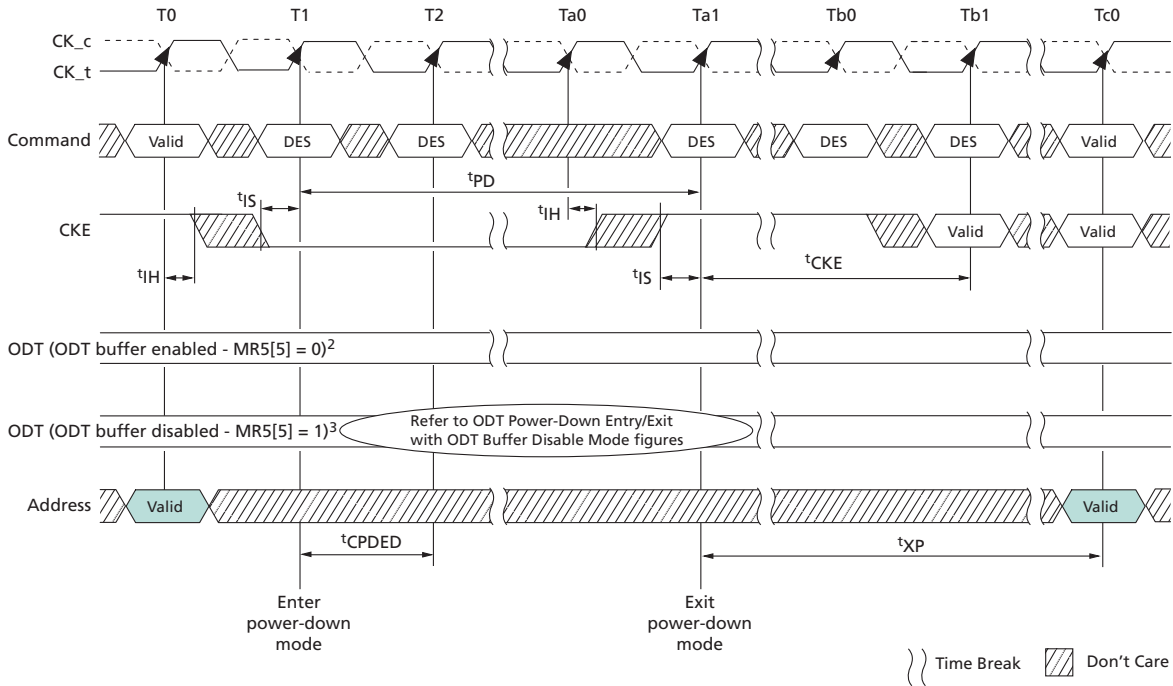 T0 T1 T2 Ta0 Ta1 Tb0 Tb1 Tc0
CK_c
CK_t
Command Valid DES DES DES DES DES Valid
tPD
tIS
tIH
CKE Valid Valid
tIH
tIS
tCKE
ODT (ODT buffer enabled - MR5[5] = 0)2
ODT (ODT buffer disabled - MR5[5] = 1)3
Refer to ODT Power-Down Entry/Exit
with ODT Buffer Disable Mode figures
Address Valid Valid
tCPDED
tXP
Enter
power-down
mode
Exit
power-down
mode
Time Break
Don't Care